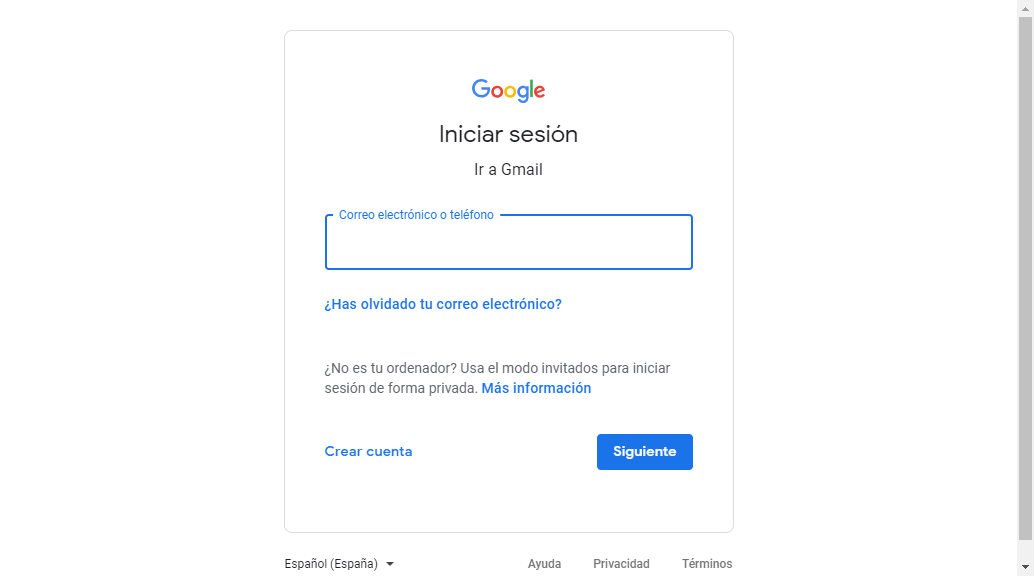 Google
Iniciar sesión
Ir a Gmail
Correo electrónico o teléfono
¿Has olvidado tu correo electrónico?
¿No es tu ordenador? Usa el modo invitados para iniciar
sesión de forma privada. Más información
Crear cuenta Siguiente
Español (España) Ayuda Privacidad Términos